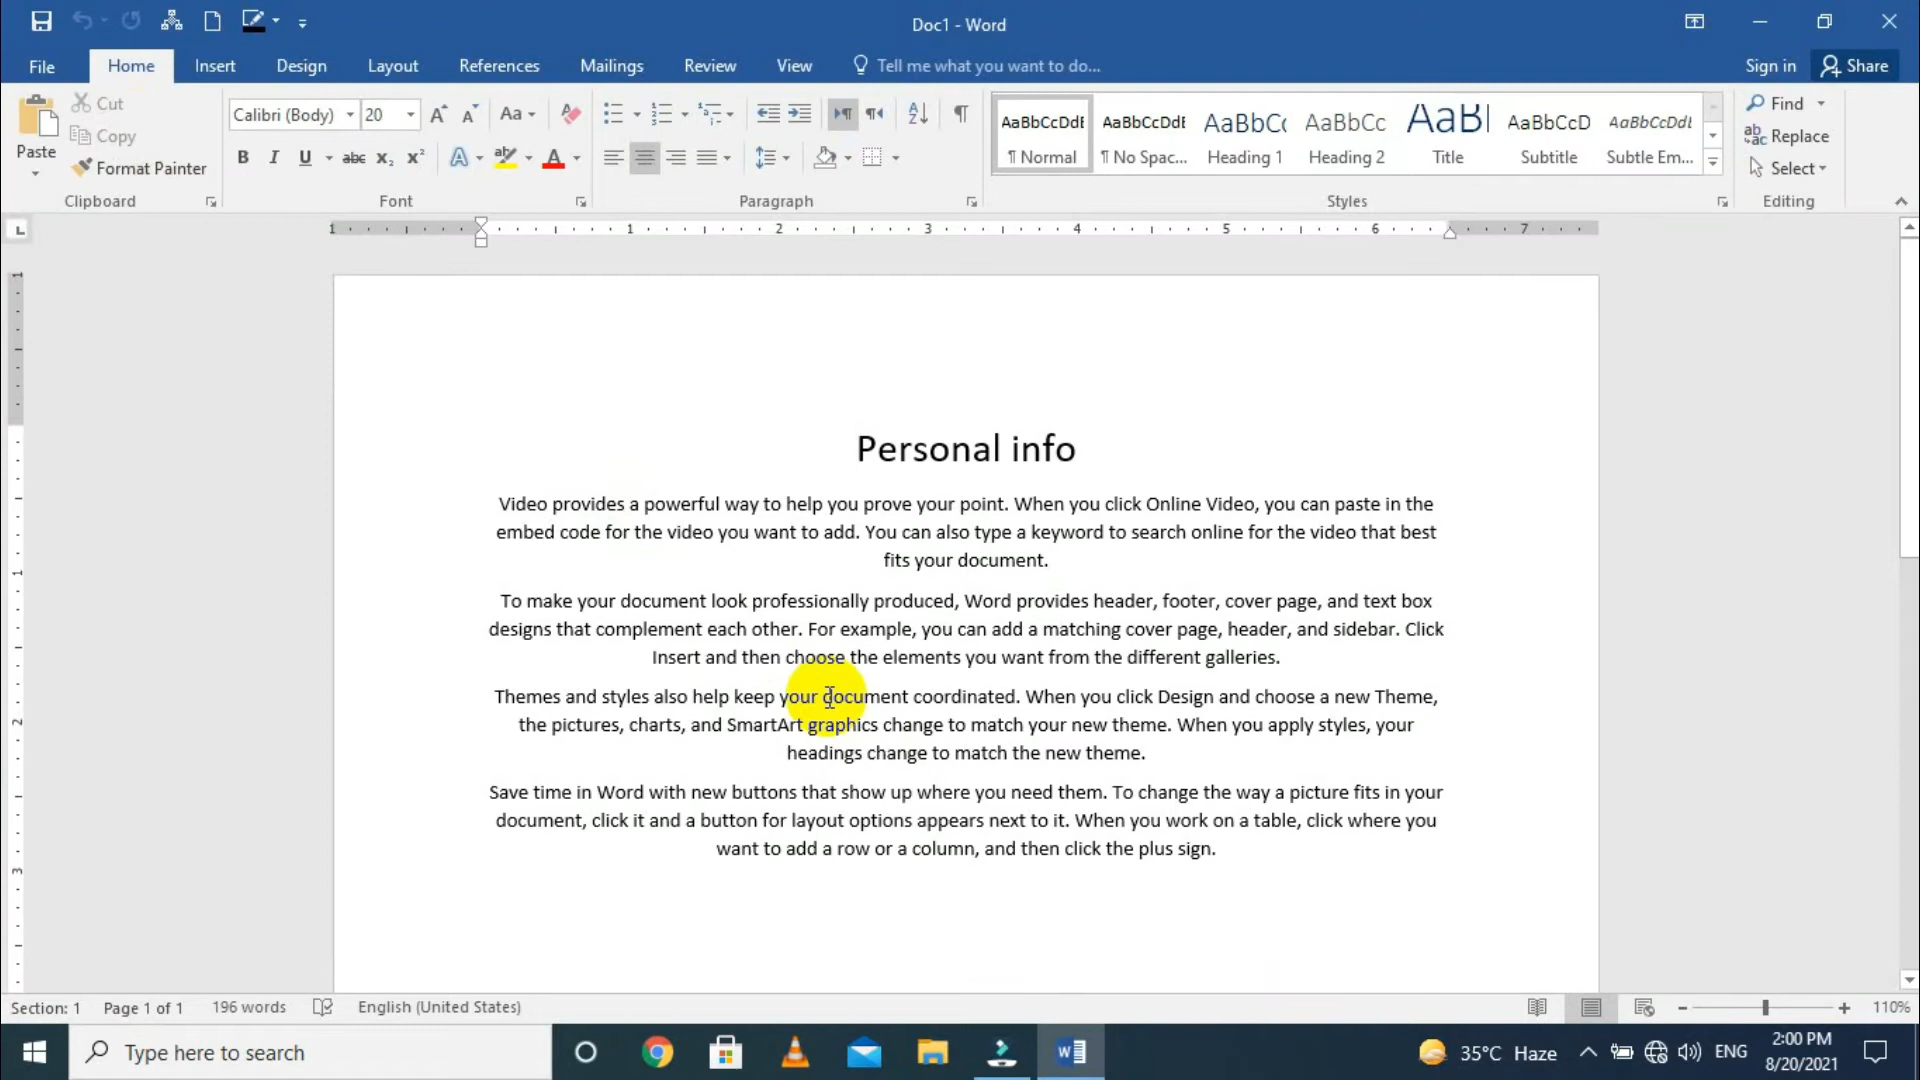 Doc1 - Word
File Home Insert Design Layout References Mailings Review View Tell me what you want to do... Sign in Share
Paste
Cut
Copy
Format Painter
Clipboard
Calibri (Body) 20
Font
Paragraph
AaBbCcDdE AaBbCcDdE AaBbCc AaBbCcC AaB AaBbCcD AaBbCcDdE
¶ Normal ¶ No Spac... Heading 1 Heading 2 Title Subtitle Subtle Em...
Styles
Find
Replace
Select
Editing
1 1 2 3 4 5 6 7
Personal info
Video provides a powerful way to help you prove your point. When you click Online Video, you can paste in the
embed code for the video you want to add. You can also type a keyword to search online for the video that best
fits your document.
To make your document look professionally produced, Word provides header, footer, cover page, and text box
designs that complement each other. For example, you can add a matching cover page, header, and sidebar. Click
Insert and then choose the elements you want from the different galleries.
Themes and styles also help keep your document coordinated. When you click Design and choose a new Theme,
the pictures, charts, and SmartArt graphics change to match your new theme. When you apply styles, your
headings change to match the new theme.
Save time in Word with new buttons that show up where you need them. To change the way a picture fits in your
document, click it and a button for layout options appears next to it. When you work on a table, click where you
want to add a row or a column, and then click the plus sign.
Section: 1 Page 1 of 1 196 words English (United States) 110%
Type here to search
35°C Haze ENG
2:00 PM
8/20/2021